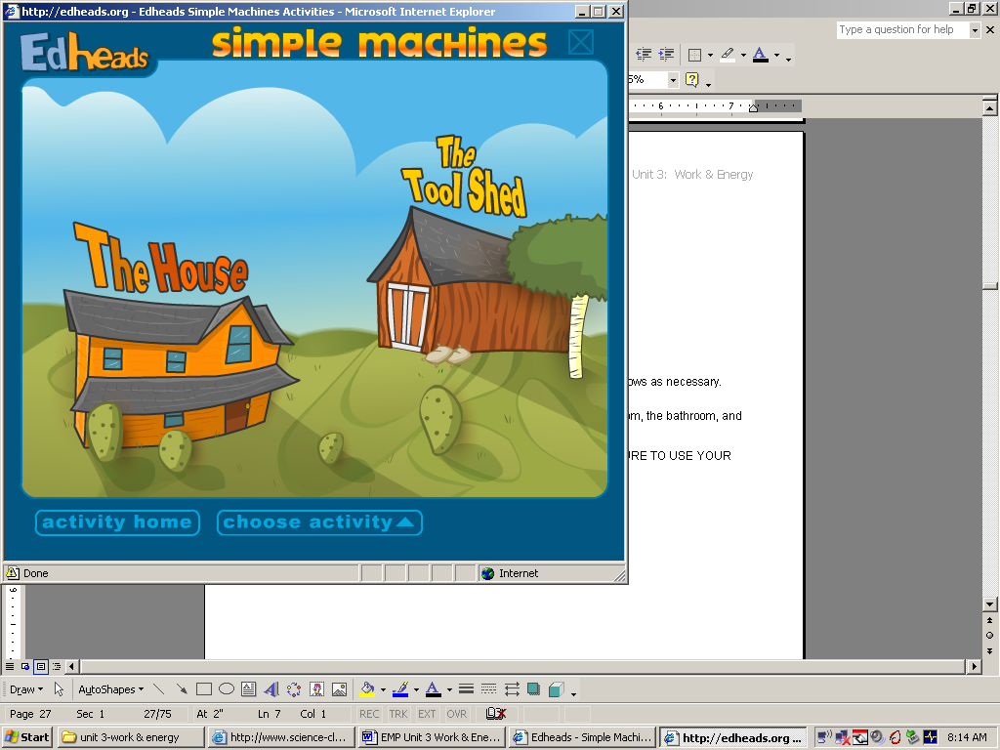 http://edheads.org - Edheads Simple Machines Activities - Microsoft Internet Explorer
Edheads
simple machines
Type a question for help
5%
6 7
The
Tool Shed
Unit 3: Work & Energy
The House
ows as necessary.
om, the bathroom, and
URE TO USE YOUR
activity home
choose activity
Done
Internet
9
Draw
AutoShapes
Page 27 Sec 1 27/75 At 2" Ln 7 Col 1 REC TRK EXT OVR
Start
unit 3-work & energy
http://www.science-cl...
EMP Unit 3 Work & Ene...
Edheads - Simple Machi...
http://edheads.org ...
8:14 AM